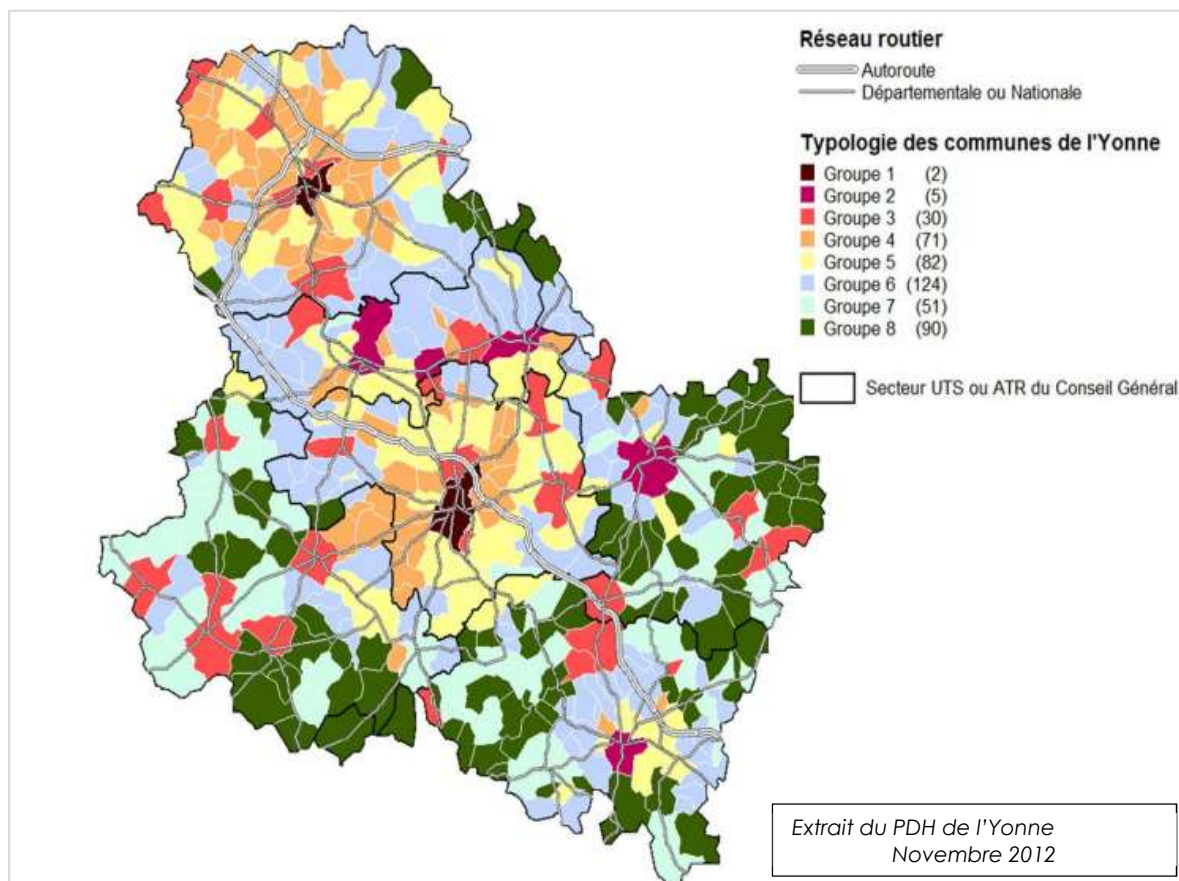 Réseau routier
Autoroute
Départementale ou Nationale
Typologie des communes de l'Yonne
Groupe 1 (2)
Groupe 2 (5)
Groupe 3 (30)
Groupe 4 (71)
Groupe 5 (82)
Groupe 6 (124)
Groupe 7 (51)
Groupe 8 (90)
Secteur UTS ou ATR du Conseil Général
Extrait du PDH de l'Yonne
Novembre 2012